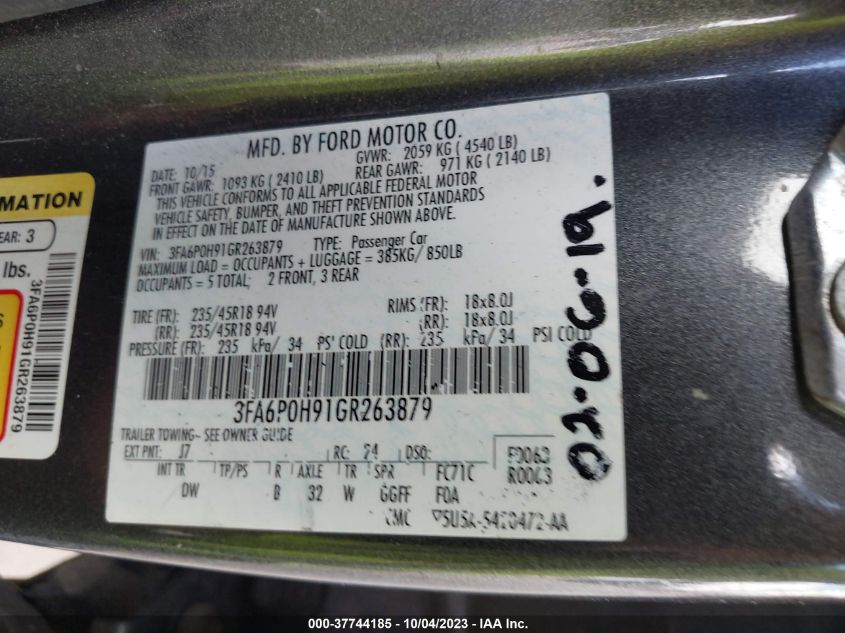 MFD. BY FORD MOTOR CO.
DATE: 10/15 GVWR: 2059 KG ( 4540 LB)
FRONT GAWR: 1093 KG ( 2410 LB) REAR GAWR: 971 KG ( 2140 LB)
THIS VEHICLE CONFORMS TO ALL APPLICABLE FEDERAL MOTOR
VEHICLE SAFETY, BUMPER, AND THEFT PREVENTION STANDARDS
IN EFFECT ON THE DATE OF MANUFACTURE SHOWN ABOVE.
VIN: 3FA6P0H91GR263879 TYPE: Passenger Car
MAXIMUM LOAD = OCCUPANTS + LUGGAGE = 385KG/ 850LB
OCCUPANTS = 5 TOTAL; 2 FRONT, 3 REAR
TIRE (FR): 235/45R18 94V RIMS (FR): 18x8.0J
(RR): 235/45R18 94V (RR): 18x8.0J
PRESSURE (FR): 235 kPa/ 34 PS' COLD (RR): 235 kPa/ 34 PSI COLD
3FA6P0H91GR263879
TRAILER TOWING- SEE OWNER GUIDE
EXT PNT: J7 RC: 24 DSO:
INT TR TP/PS R AXLE TR SPR FC71C
DW B 32 W GGFF FOA
CMC
02-06-19.
MATION
EAR: 3
lbs.
3FA6P0H91GR263879
000-37744185 - 10/04/2023 - IAA Inc.